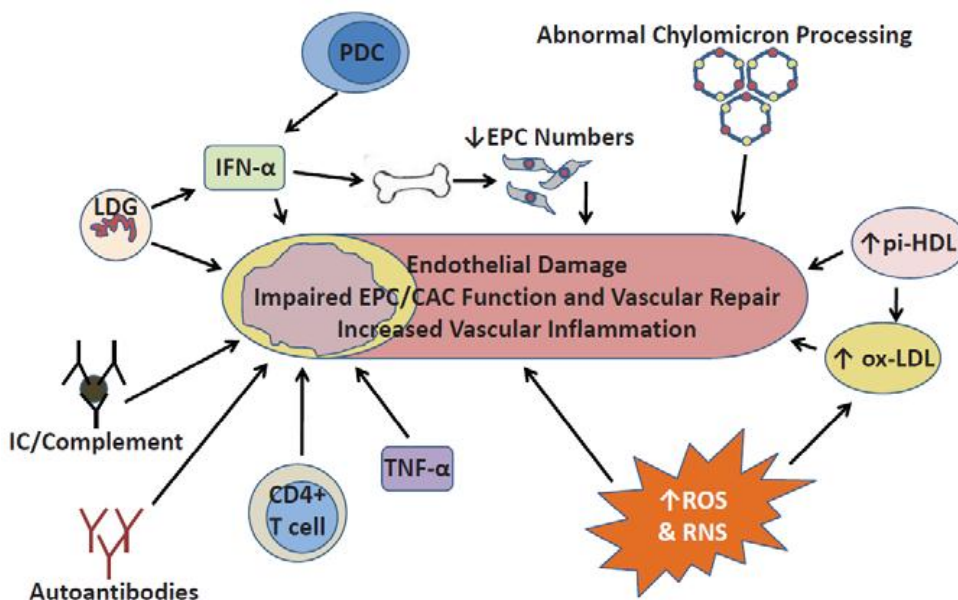 PDC
Abnormal Chylomicron Processing
↓EPC Numbers
IFN-α
LDG
↑pi-HDL
Endothelial Damage
Impaired EPC/CAC Function and Vascular Repair
Increased Vascular Inflammation
↑ ox-LDL
IC/Complement
TNF-α
CD4+
T cell
↑ROS
& RNS
Autoantibodies